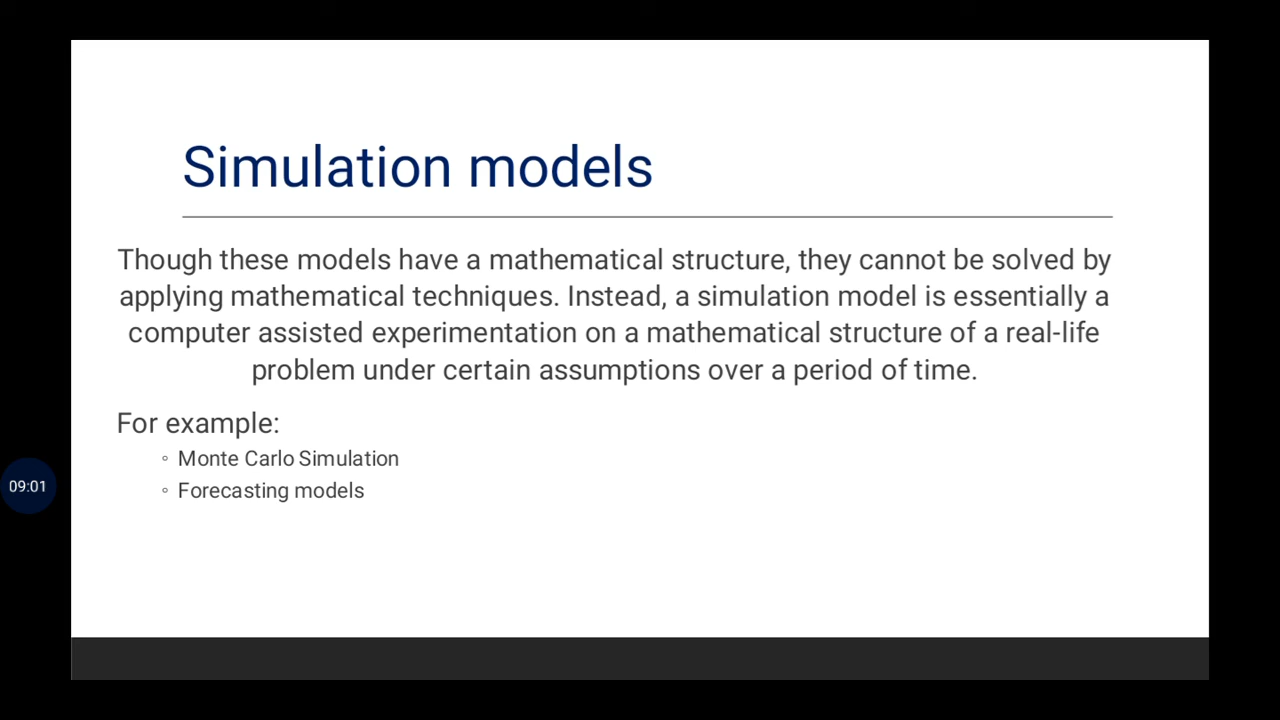 Simulation models
Though these models have a mathematical structure, they cannot be solved by
applying mathematical techniques. Instead, a simulation model is essentially a
computer assisted experimentation on a mathematical structure of a real-life
problem under certain assumptions over a period of time.
For example:
◦ Monte Carlo Simulation
09:01
◦ Forecasting models